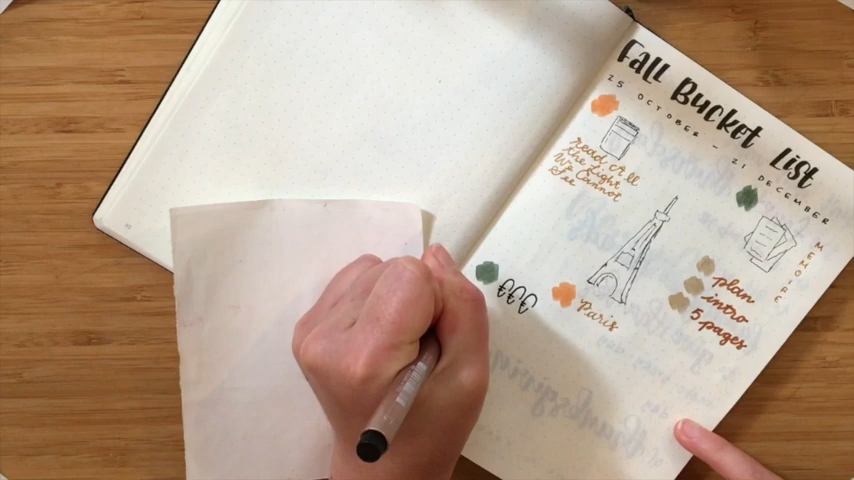 Fall Bucket List
25 OCTOBER - 21 DECEMBER
read All
the Light
We Cannot
See
MEMOIRE
plan
intro
5 pages
Paris
€€€